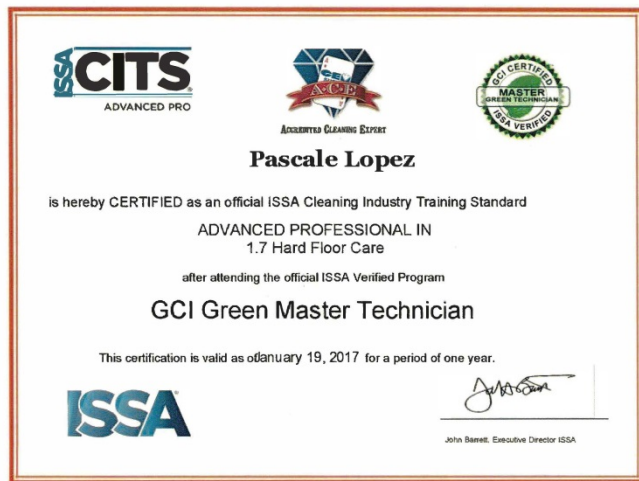 ISSA CITS
ADVANCED PRO
A.C.E
ACCREDITED CLEANING EXPERT
GCI CERTIFIED
MASTER
GREEN TECHNICIAN
ISSA VERIFIED
Pascale Lopez
is hereby CERTIFIED as an official ISSA Cleaning Industry Training Standard
ADVANCED PROFESSIONAL IN
1.7 Hard Floor Care
after attending the official ISSA Verified Program
GCI Green Master Technician
This certification is valid as of January 19, 2017 for a period of one year.
ISSA
John Barrett, Executive Director ISSA